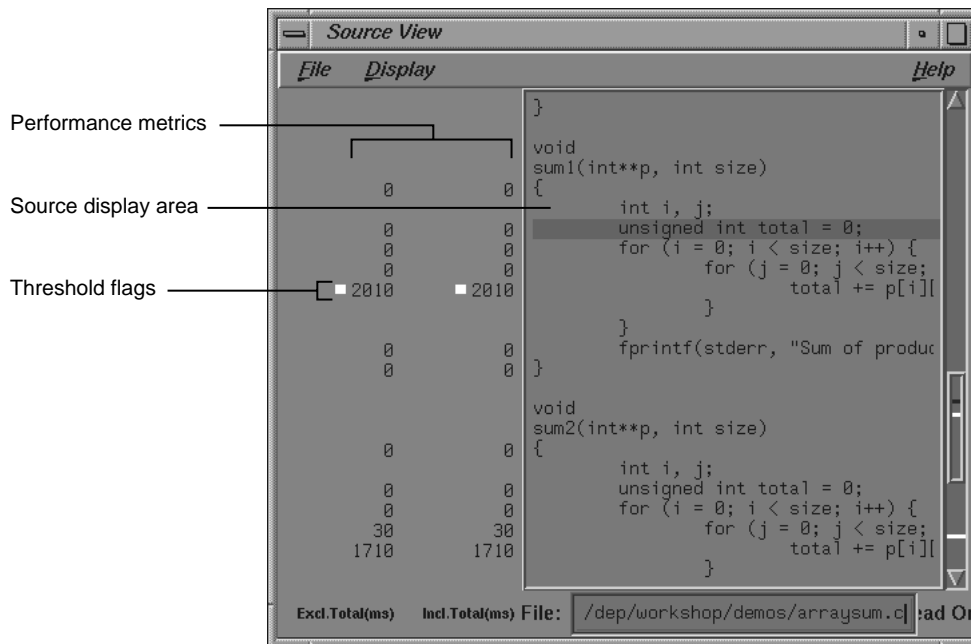 Source View
File Display Help
Performance metrics
Source display area
Threshold flags
}
void
sum1(int**p, int size)
0 0 {
int i, j;
0 0 unsigned int total = 0;
0 0 for (i = 0; i < size; i++) {
0 0 for (j = 0; j < size;
2010 2010 total += p[i][
}
}
0 0 fprintf(stderr, "Sum of produc
0 0 }
void
sum2(int**p, int size)
0 0 {
int i, j;
0 0 unsigned int total = 0;
0 0 for (i = 0; i < size; i++) {
30 30 for (j = 0; j < size;
1710 1710 total += p[i][
}
Excl.Total(ms) Incl.Total(ms) File: /dep/workshop/demos/arraysum.c ead On